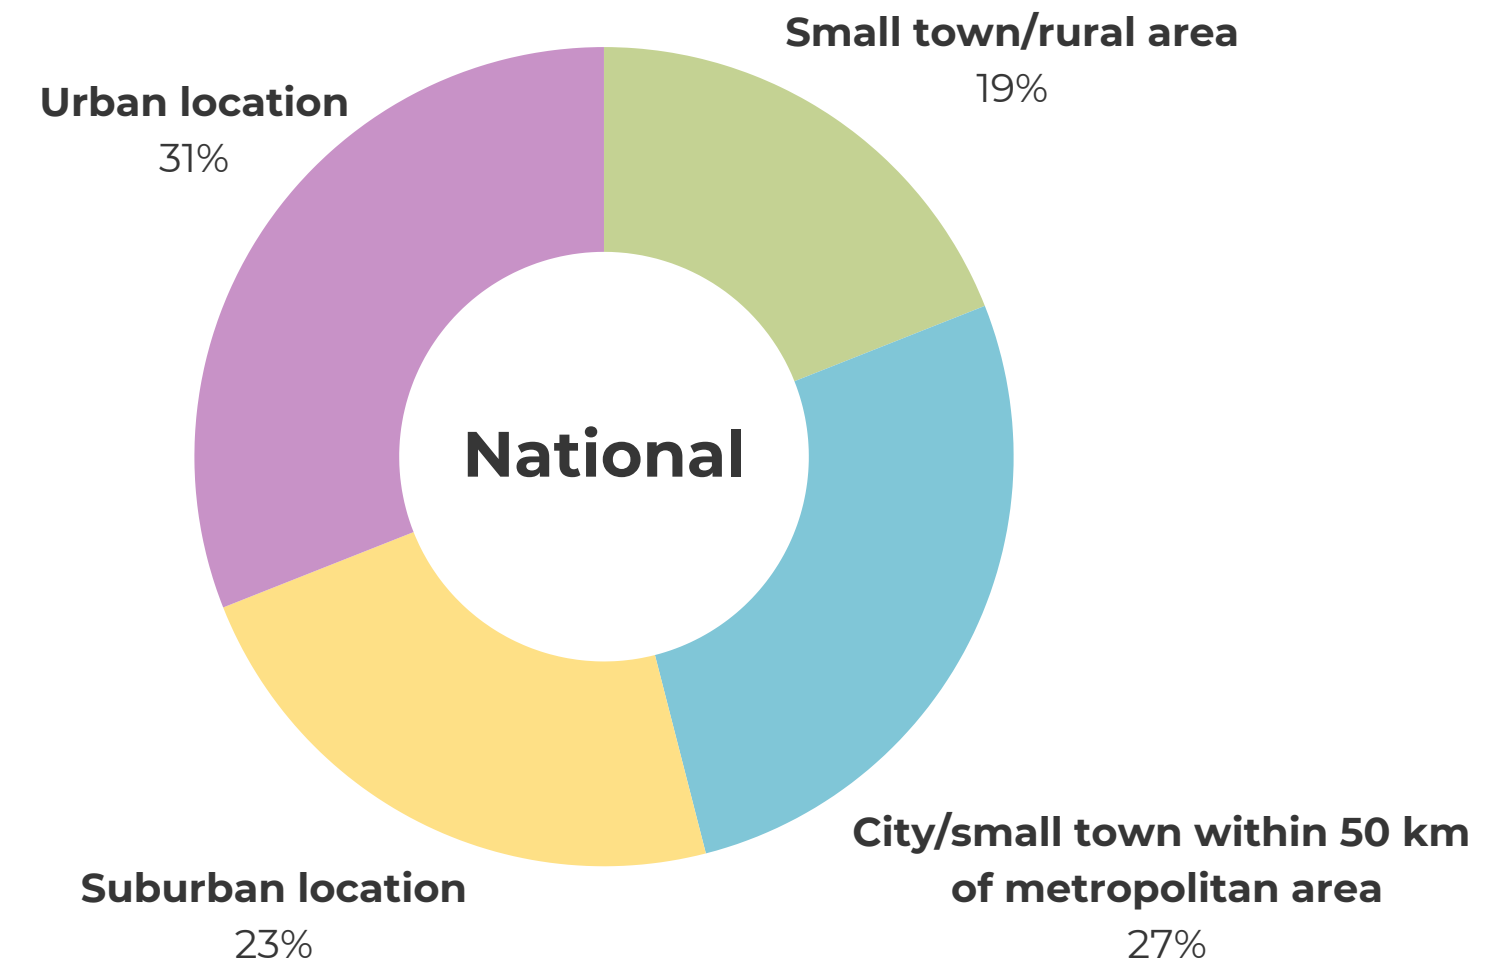 Small town/rural area
19%
Urban location
31%
National
City/small town within 50 km
of metropolitan area
27%
Suburban location
23%